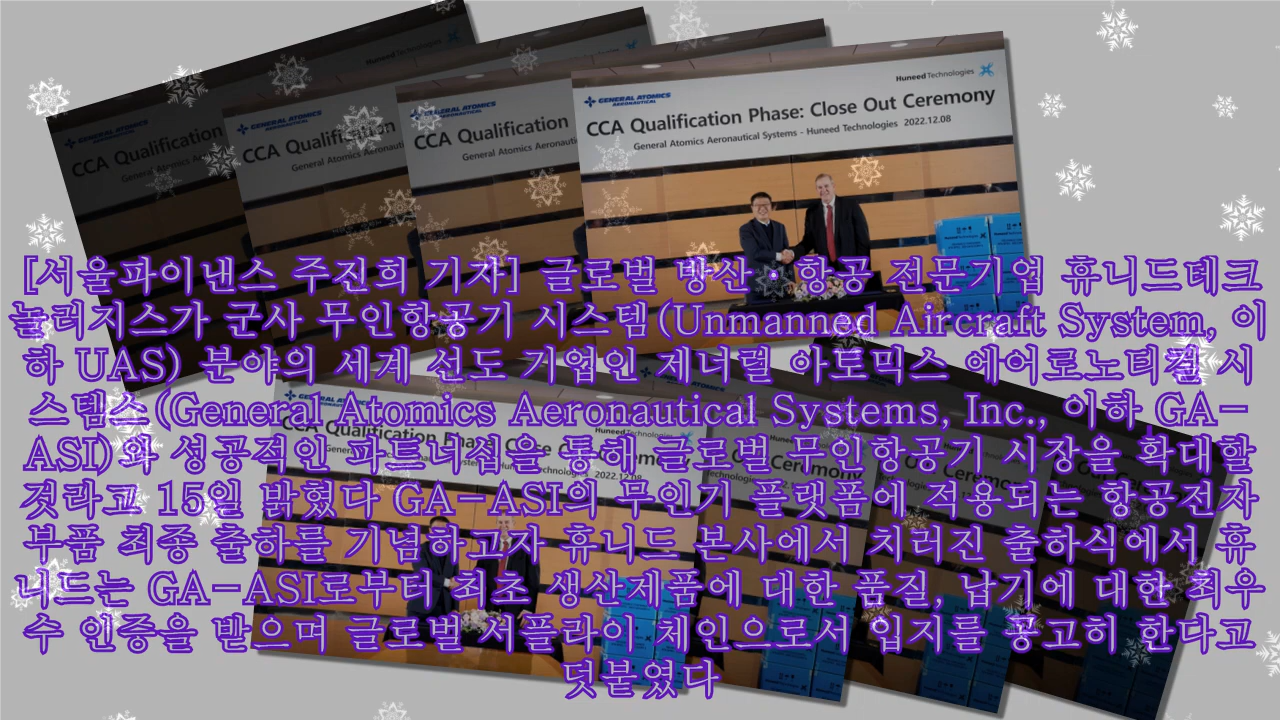 GENERAL ATOMICS
AERONAUTICAL
Huneed Technologies
CCA Qualification Phase: Close Out Ceremony
General Atomics Aeronautical Systems - Huneed Technologies 2022.12.08
[서울파이낸스 주진희 기자] 글로벌 방산·항공 전문기업 휴니드테크
놀러지스가 군사 무인항공기 시스템(Unmanned Aircraft System, 이
하 UAS) 분야의 세계 선도 기업인 제너럴 아토믹스 에어로노티컬 시
스템스(General Atomics Aeronautical Systems, Inc., 이하 GA-
ASI)와 성공적인 파트너십을 통해 글로벌 무인항공기 시장을 확대할
것라고 15일 밝혔다 GA-ASI의 무인기 플랫폼에 적용되는 항공전자
부품 최종 출하를 기념하고자 휴니드 본사에서 치러진 출하식에서 휴
니드는 GA-ASI로부터 최초 생산제품에 대한 품질, 납기에 대한 최우
수 인증을 받으며 글로벌 서플라이 체인으로서 입지를 공고히 한다고
덧붙였다